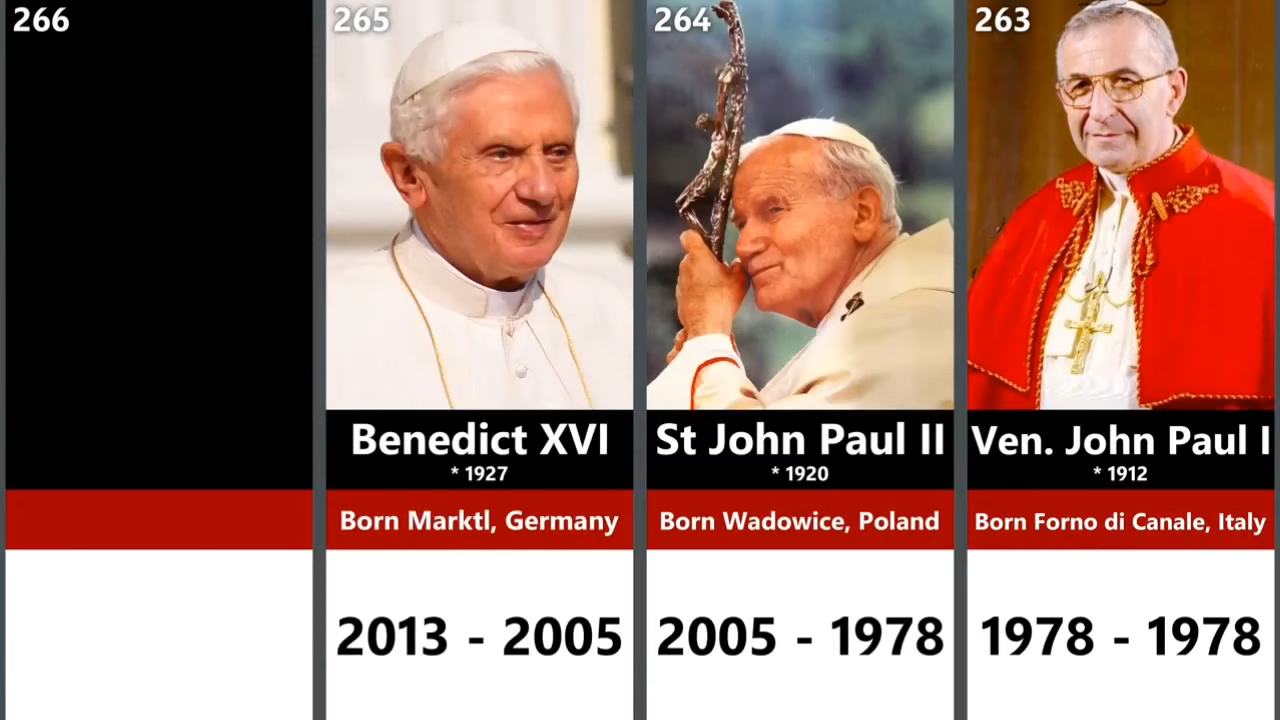 266
265
264
263
Benedict XVI
* 1927
Born Marktl, Germany
2013 - 2005
St John Paul II
* 1920
Born Wadowice, Poland
2005 - 1978
Ven. John Paul I
* 1912
Born Forno di Canale, Italy
1978 - 1978